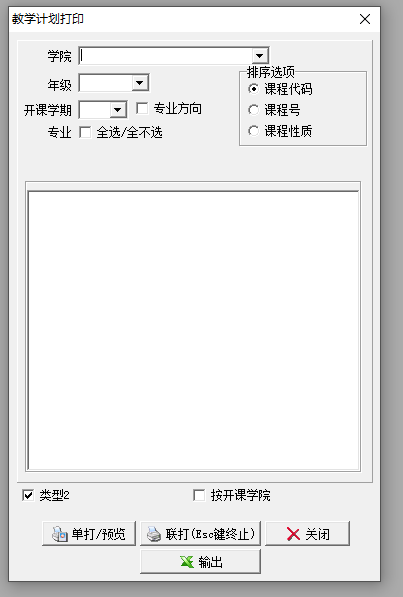 教学计划打印
学院
排序选项
年级
课程代码
开课学期 专业方向
课程号
专业 全选/全不选
课程性质
类型2 按开课学院
单打/预览 联打(Esc键终止) 关闭
输出